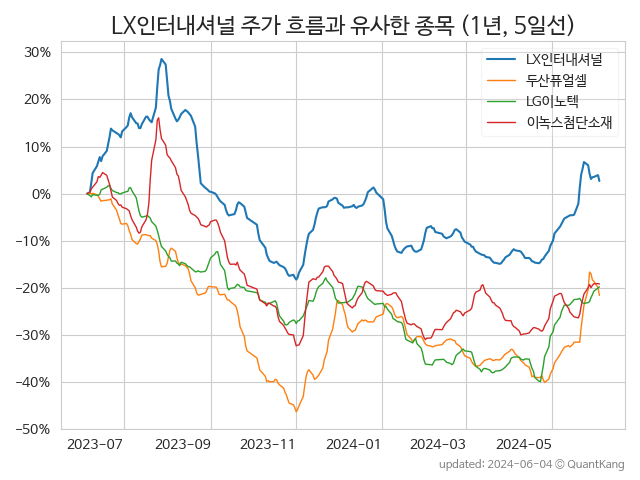 LX인터내셔널 주가 흐름과 유사한 종목 (1년, 5일선)
LX인터내셔널
두산퓨얼셀
LG이노텍
이녹스첨단소재
30%
20%
10%
0%
−10%
−20%
−30%
−40%
−50%
2023-07
2023-09
2023-11
2024-01
2024-03
2024-05
updated: 2024-06-04 © QuantKang